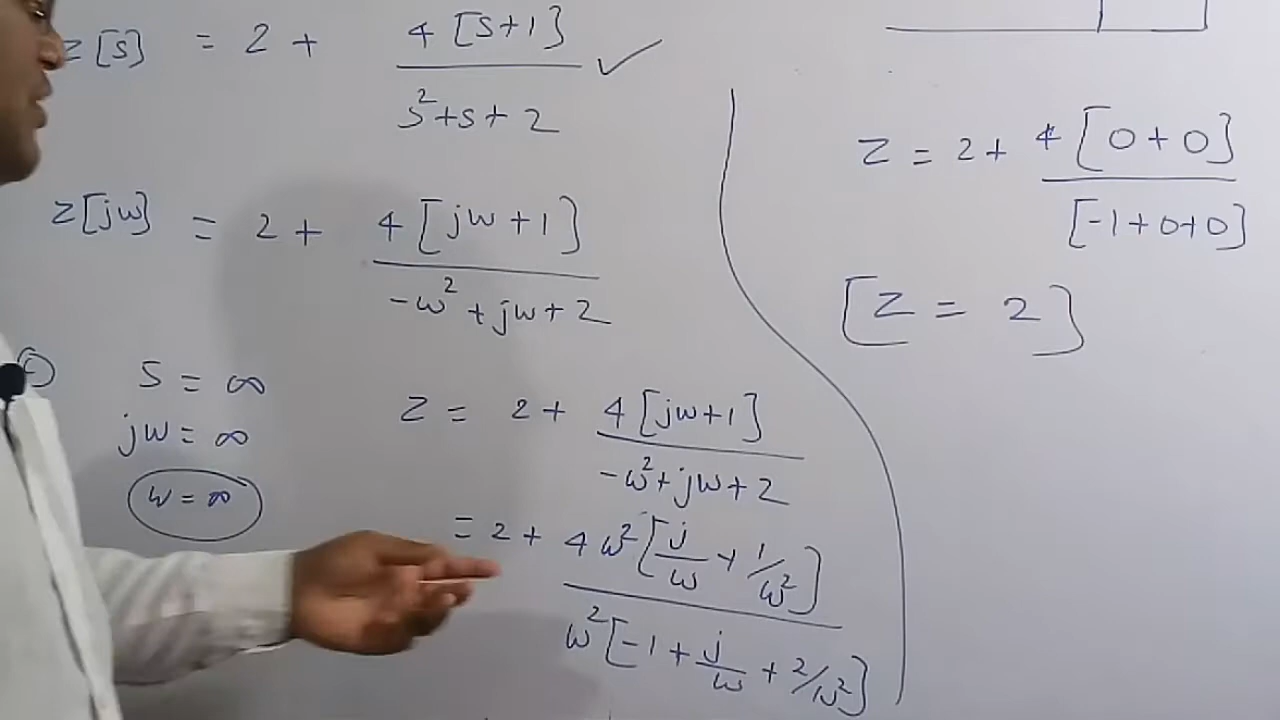 z[s] = 2 + 4[s+1] / s²+s+2 ✓
z[jw] = 2 + 4[jw+1] / -w²+jw+2
s = ∞
jw = ∞
w = ∞
z = 2 + 4[jw+1] / -w²+jw+2
= 2 + 4w²[j/w + 1/w²] / w²[-1 + j/w + 2/w²]
z = 2 + 4[0+0] / [-1+0+0]
[z = 2]